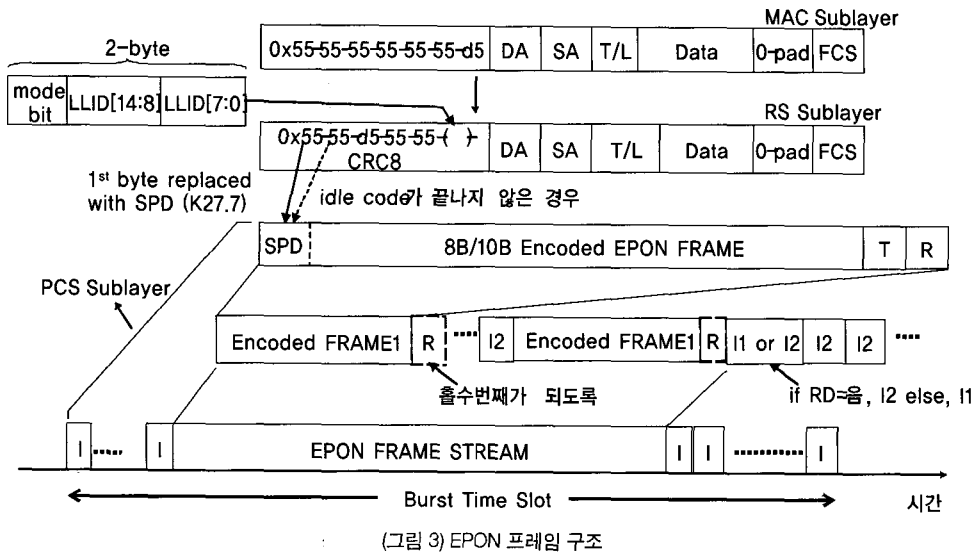 MAC Sublayer
2-byte
0x55-55-55-55-55-55-d5 DA SA T/L Data 0-pad FCS
mode bit LLID[14:8] LLID[7:0]
RS Sublayer
0x55-55-d5-55-55-( )-
CRC8
DA SA T/L Data 0-pad FCS
1st byte replaced
with SPD (K27.7)
idle code가 끝나지 않은 경우
SPD 8B/10B Encoded EPON FRAME T R
PCS Sublayer
Encoded FRAME1 R ····· I2 Encoded FRAME1 R I1 or I2 I2 I2 ····
홀수번째가 되도록
if RD=음, I2 else, I1
I ····· I EPON FRAME STREAM I I ··········· I
Burst Time Slot
시간
(그림 3) EPON 프레임 구조